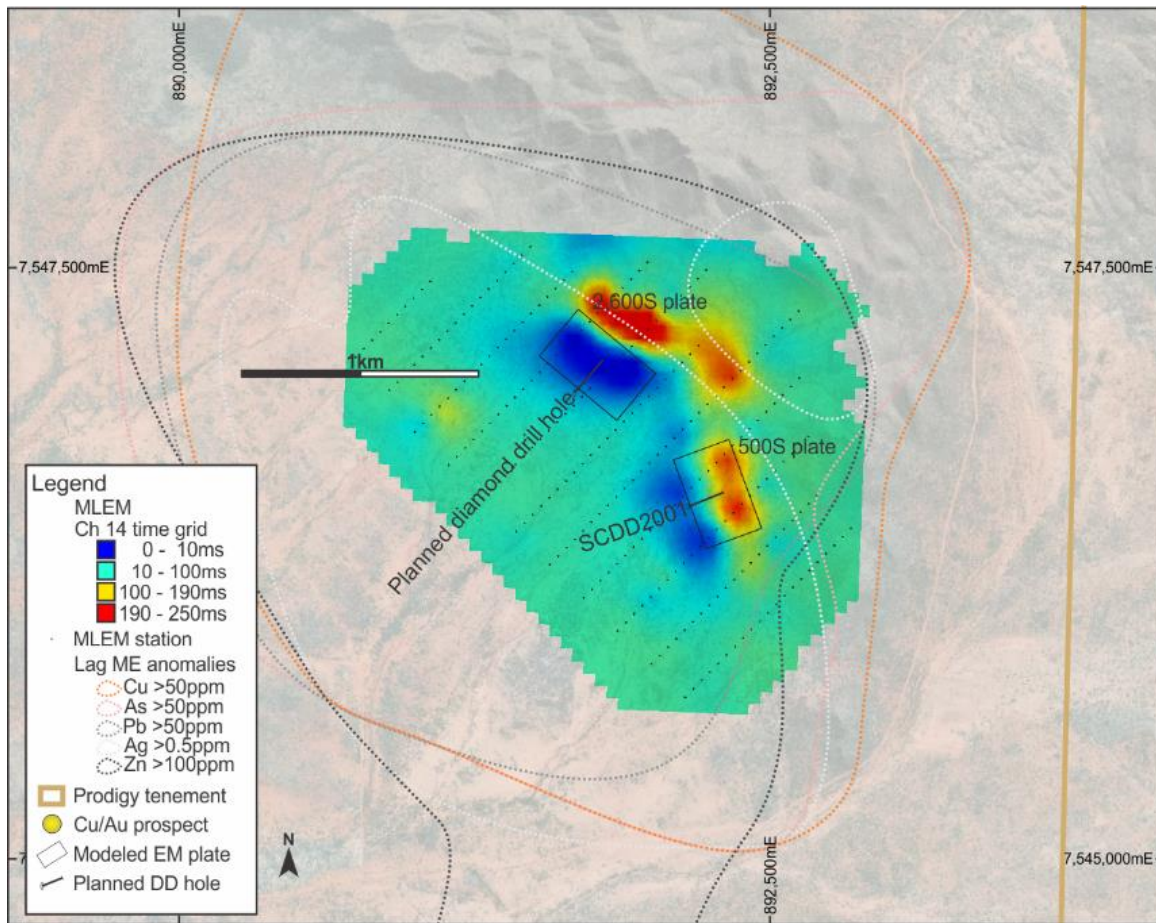 890,000mE
892,500mE
7,547,500mE
7,547,500mE
2,600S plate
1km
500S plate
Planned diamond drill hole
SCDD2001
Legend
MLEM
Ch 14 time grid
0 - 10ms
10 - 100ms
100 - 190ms
190 - 250ms
MLEM station
Lag ME anomalies
Cu >50ppm
As >50ppm
Pb >50ppm
Ag >0.5ppm
Zn >100ppm
Prodigy tenement
Cu/Au prospect
Modeled EM plate
Planned DD hole
N
7,545,000mE
892,500mE